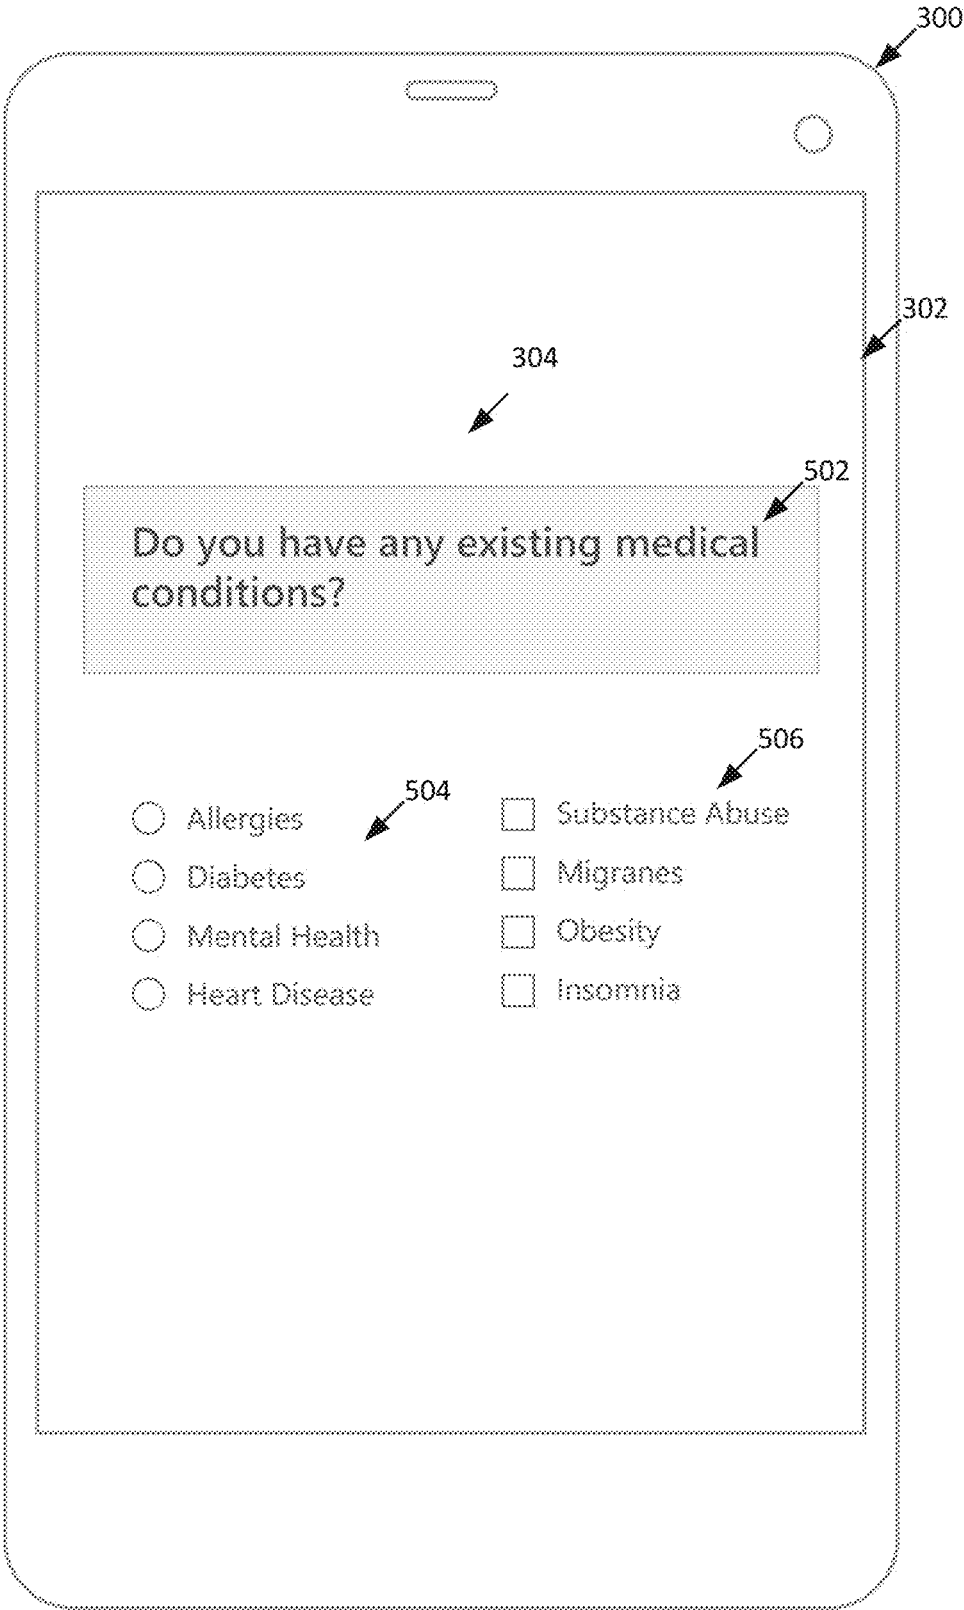 300
302
304
502
Do you have any existing medical
conditions?
506
504
Allergies
Substance Abuse
Diabetes
Migranes
Mental Health
Obesity
Heart Disease
Insomnia